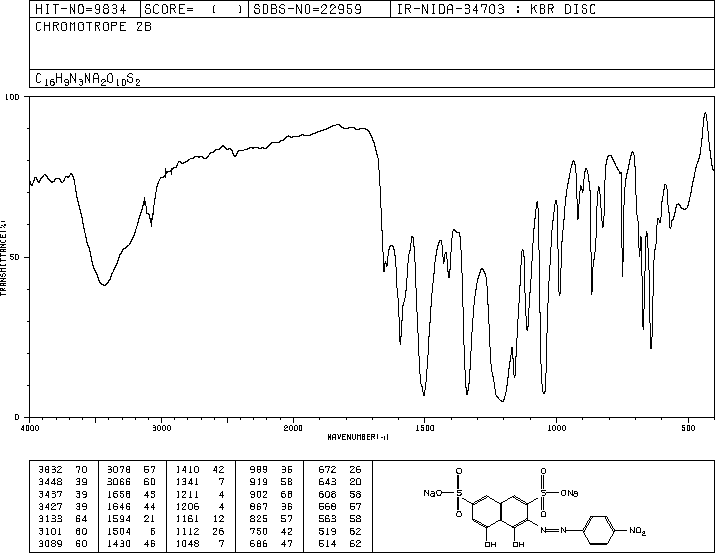 HIT-NO=9834 SCORE= ( ) SDBS-NO=22959 IR-NIDA-34703 : KBR DISC
CHROMOTROPE 2B
C16H9N3NA2O10S2
100
50
0
TRANSMITTANCE(%)
4000 3000 2000 1500 1000 500
WAVENUMBER(-1)
3832 70 3078 57 1410 42 989 36 672 26
3448 39 3066 60 1341 7 919 58 643 20
3437 39 1658 45 1211 4 902 68 608 58
3427 39 1646 44 1206 4 867 36 568 57
3133 64 1594 21 1161 12 825 57 563 58
3101 60 1504 6 1112 26 750 42 519 62
3089 60 1430 46 1048 7 686 47 514 62
O O
NaO S S ONa
O O
N N NO2
OH OH